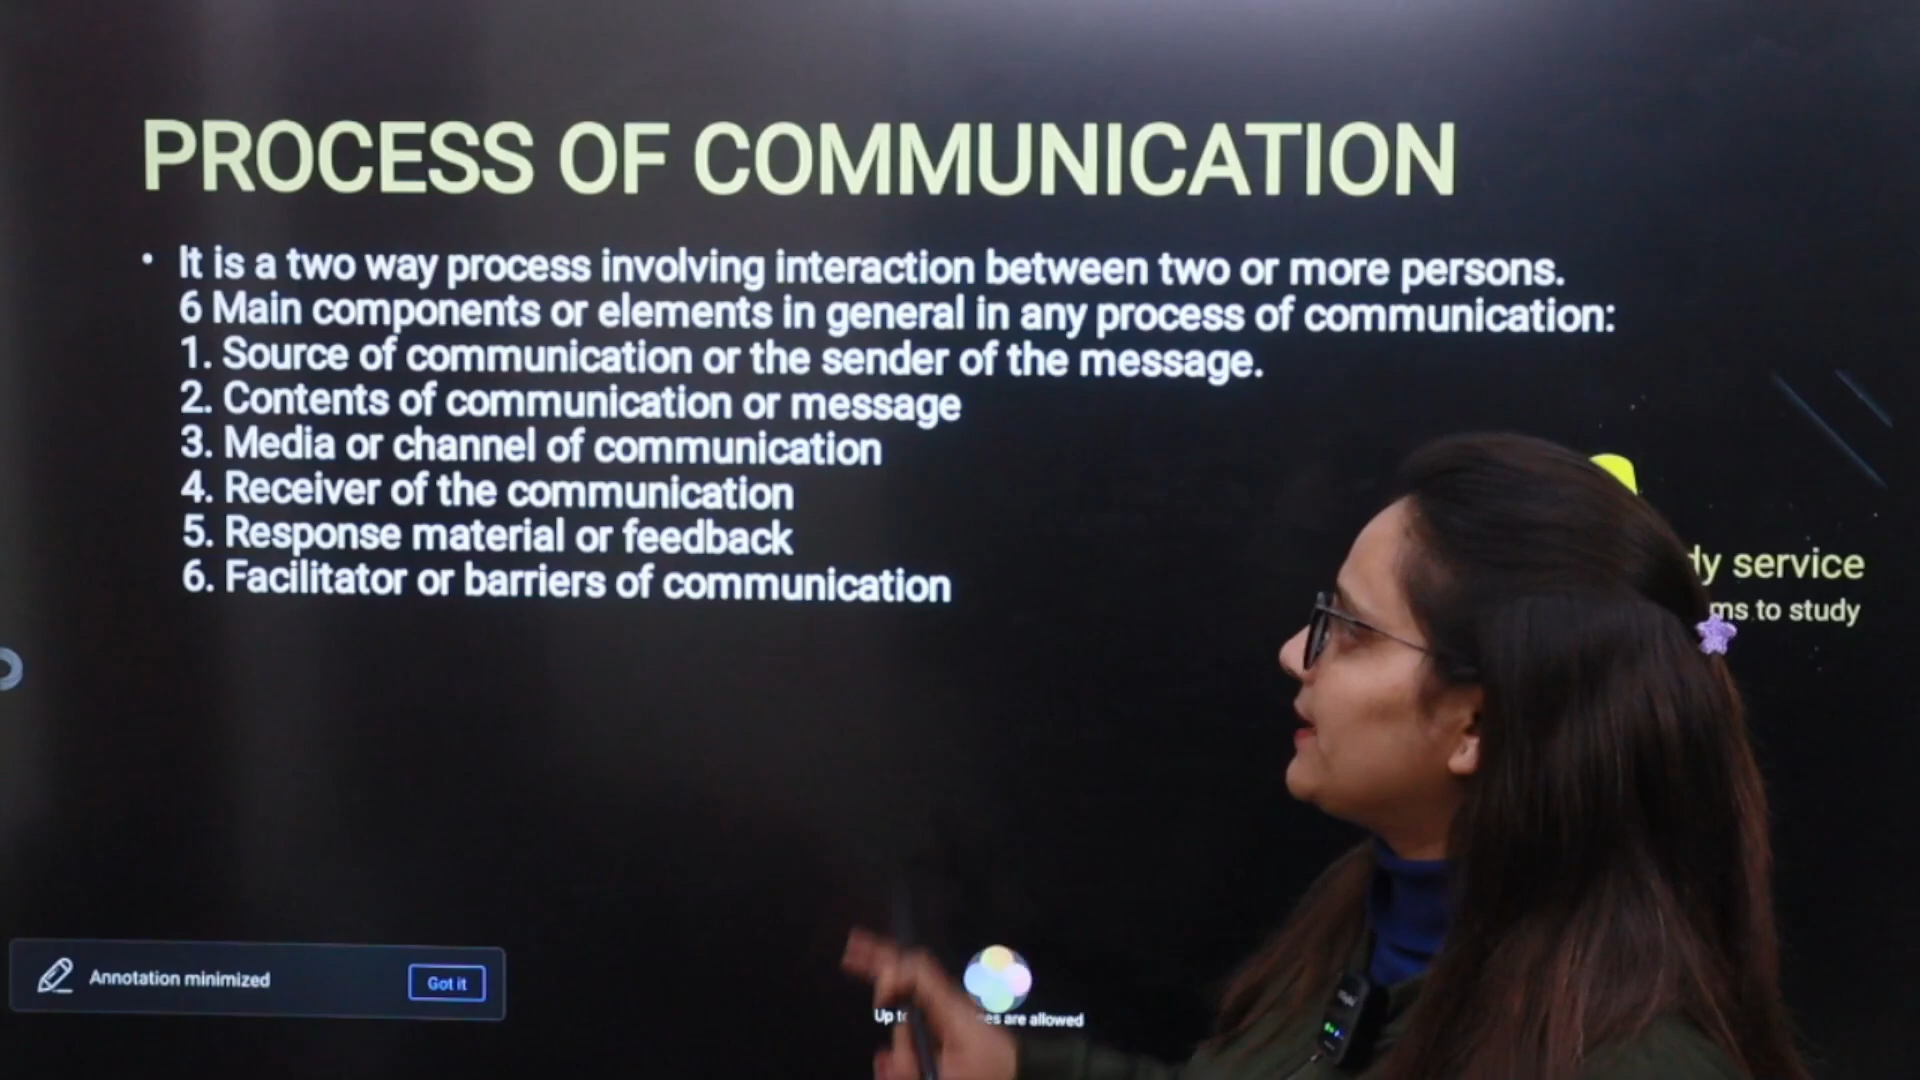 PROCESS OF COMMUNICATION
• It is a two way process involving interaction between two or more persons.
6 Main components or elements in general in any process of communication:
1. Source of communication or the sender of the message.
2. Contents of communication or message
3. Media or channel of communication
4. Receiver of the communication
5. Response material or feedback
6. Facilitator or barriers of communication
service
to study
Annotation minimized
Got it
Up are allowed